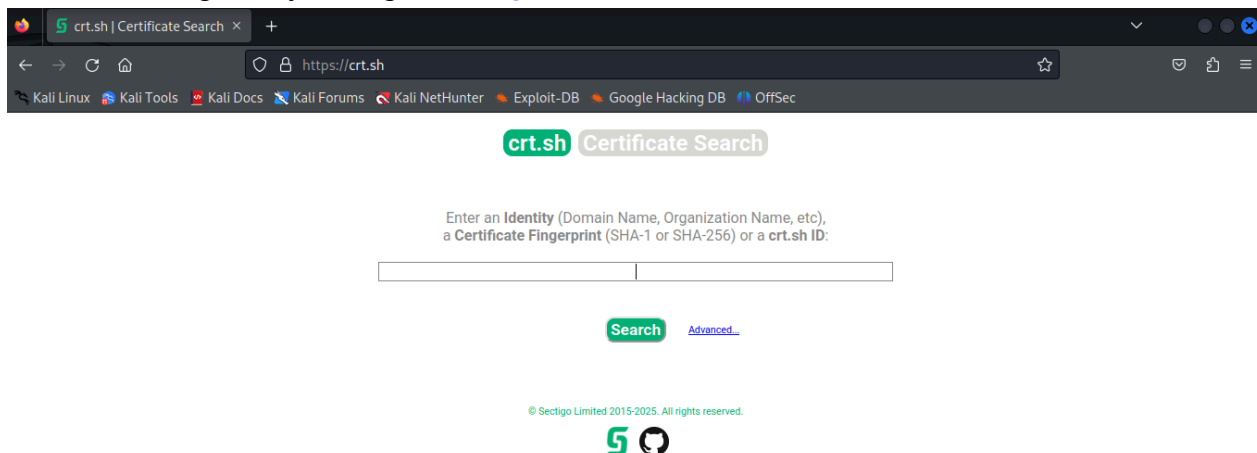 crt.sh | Certificate Search
https://crt.sh
Kali Linux Kali Tools Kali Docs Kali Forums Kali NetHunter Exploit-DB Google Hacking DB OffSec
crt.sh Certificate Search
Enter an Identity (Domain Name, Organization Name, etc),
a Certificate Fingerprint (SHA-1 or SHA-256) or a crt.sh ID:
Search Advanced...
© Sectigo Limited 2015-2025. All rights reserved.